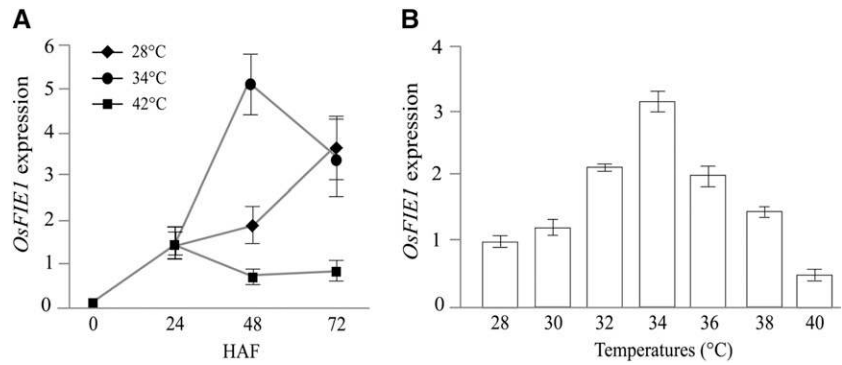 A
6
5
4
3
2
1
0
OsFIE1 expression
28°C
34°C
42°C
0 24 48 72
HAF
B
4
3
2
1
0
OsFIE1 expression
28 30 32 34 36 38 40
Temperatures (°C)